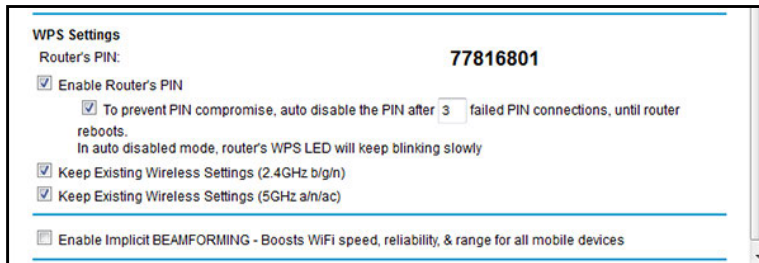 WPS Settings
Router's PIN: 77816801
Enable Router's PIN
To prevent PIN compromise, auto disable the PIN after 3 failed PIN connections, until router
reboots.
In auto disabled mode, router's WPS LED will keep blinking slowly
Keep Existing Wireless Settings (2.4GHz b/g/n)
Keep Existing Wireless Settings (5GHz a/n/ac)
Enable Implicit BEAMFORMING - Boosts WiFi speed, reliability, & range for all mobile devices